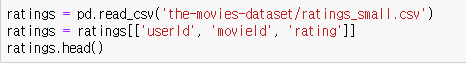 ratings = pd.read_csv('the-movies-dataset/ratings_small.csv')
ratings = ratings[['userId', 'movieId', 'rating']]
ratings.head()